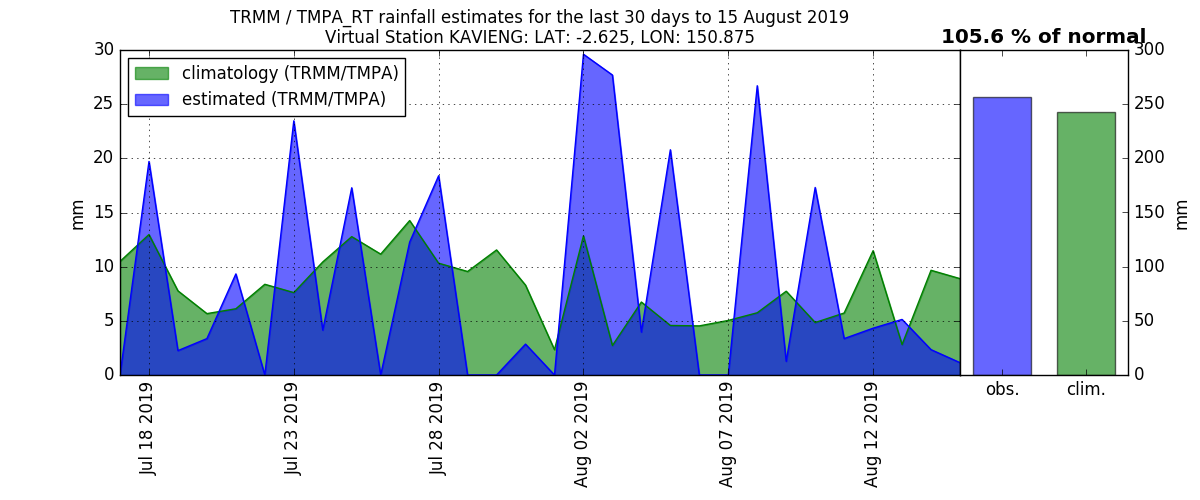 TRMM / TMPA_RT rainfall estimates for the last 30 days to 15 August 2019
Virtual Station KAVIENG: LAT: -2.625, LON: 150.875
105.6 % of normal
climatology (TRMM/TMPA)
estimated (TRMM/TMPA)
30
25
20
15
10
5
0
mm
Jul 18 2019
Jul 23 2019
Jul 28 2019
Aug 02 2019
Aug 07 2019
Aug 12 2019
300
250
200
150
100
50
0
mm
obs.
clim.